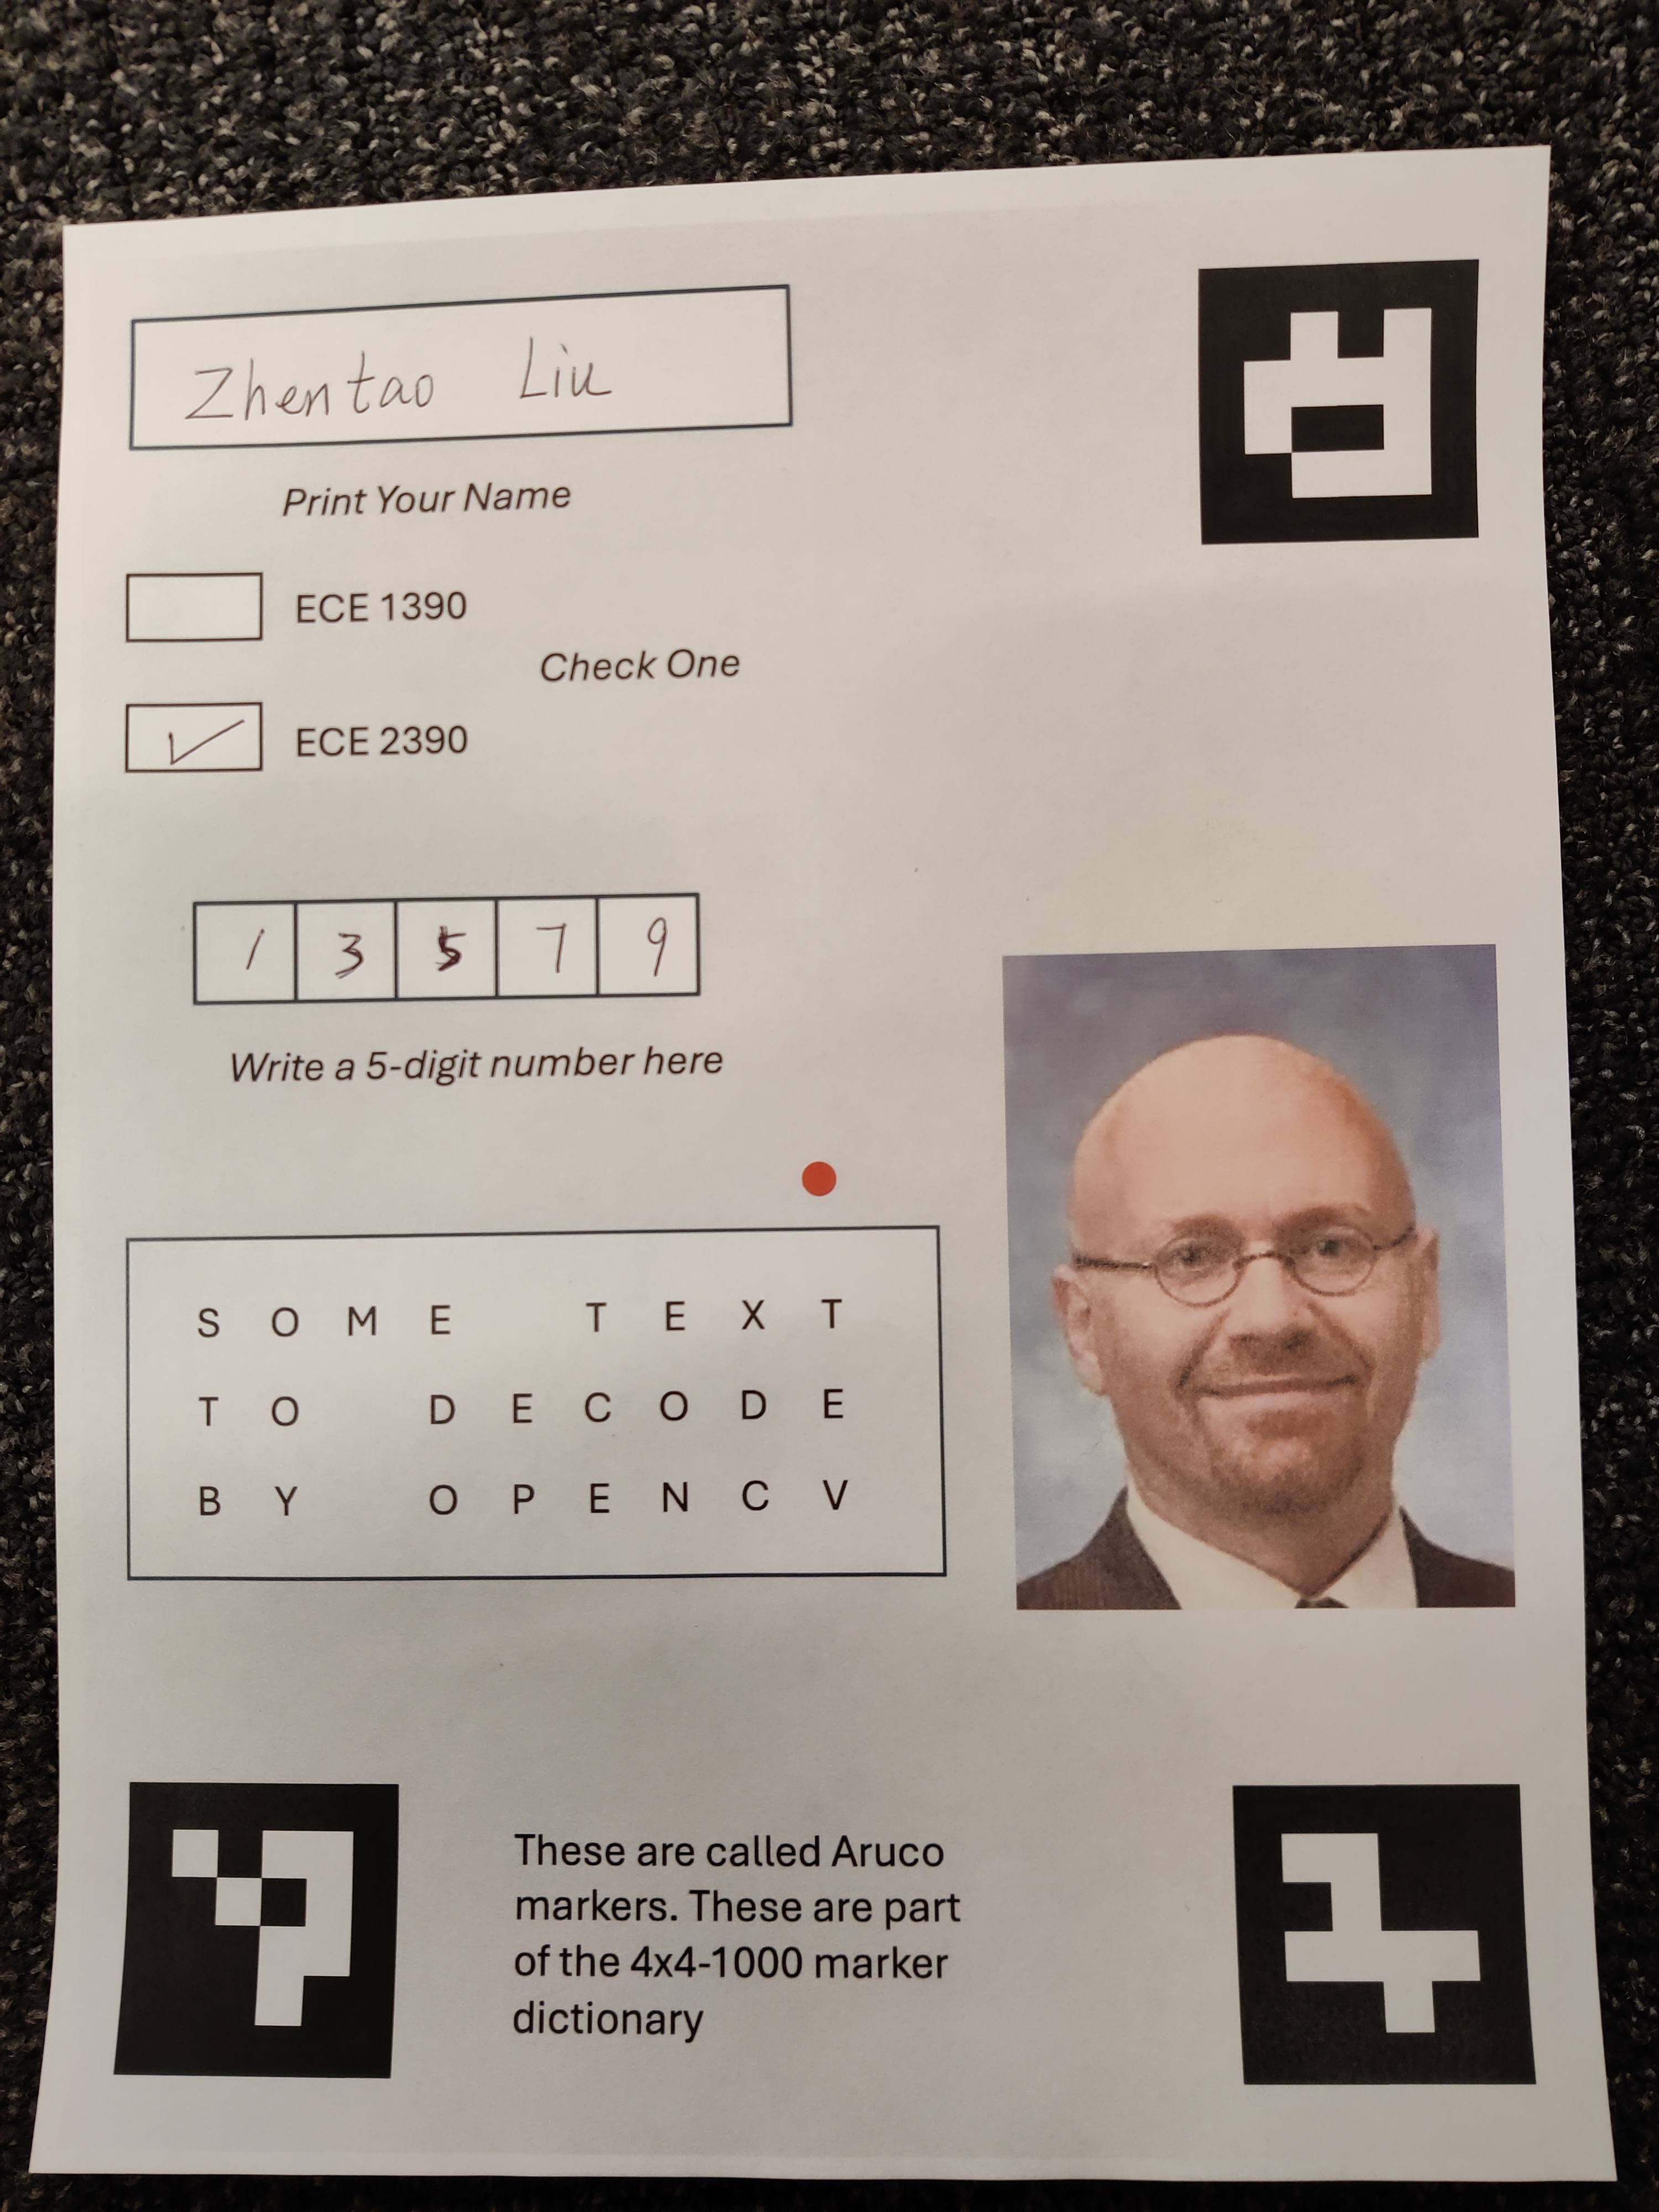 Zhentao Liu
Print Your Name
ECE 1390
Check One
ECE 2390
1 3 5 7 9
Write a 5-digit number here
S O M E T E X T
T O D E C O D E
B Y O P E N C V
These are called Aruco
markers. These are part
of the 4x4-1000 marker
dictionary